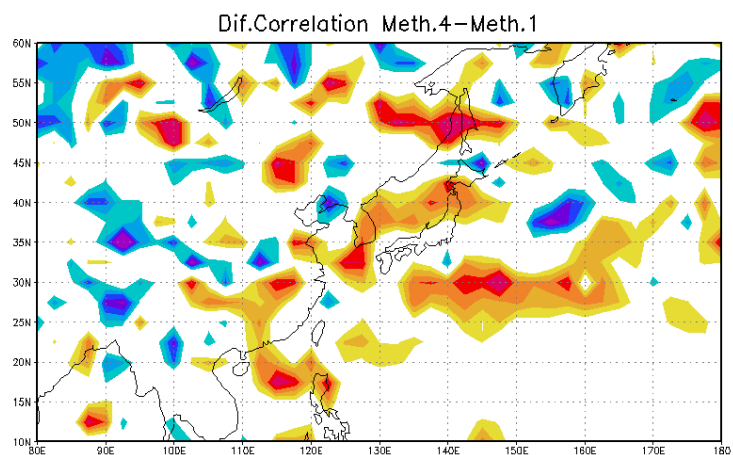 Dif.Correlation Meth.4−Meth.1
60N
55N
50N
45N
40N
35N
30N
25N
20N
15N
10N
80E 90E 100E 110E 120E 130E 140E 150E 160E 170E 180